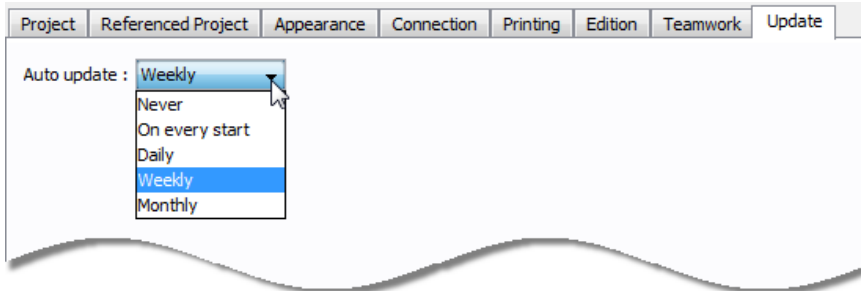 Project Referenced Project Appearance Connection Printing Edition Teamwork Update
Auto update : Weekly
Never
On every start
Daily
Weekly
Monthly